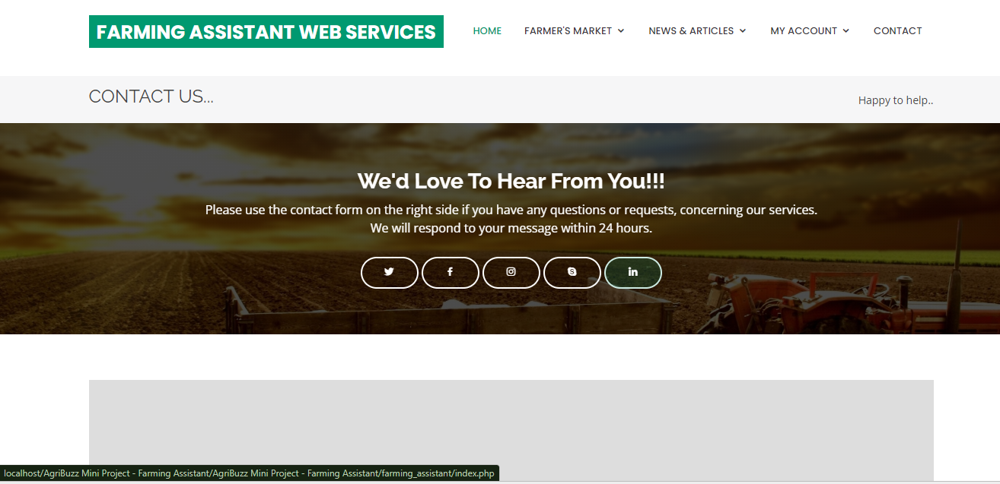 FARMING ASSISTANT WEB SERVICES
HOME
FARMER'S MARKET
NEWS & ARTICLES
MY ACCOUNT
CONTACT
CONTACT US...
Happy to help..
We'd Love To Hear From You!!!
Please use the contact form on the right side if you have any questions or requests, concerning our services.
We will respond to your message within 24 hours.
localhost/AgriBuzz Mini Project - Farming Assistant/AgriBuzz Mini Project - Farming Assistant/farming_assistant/index.php